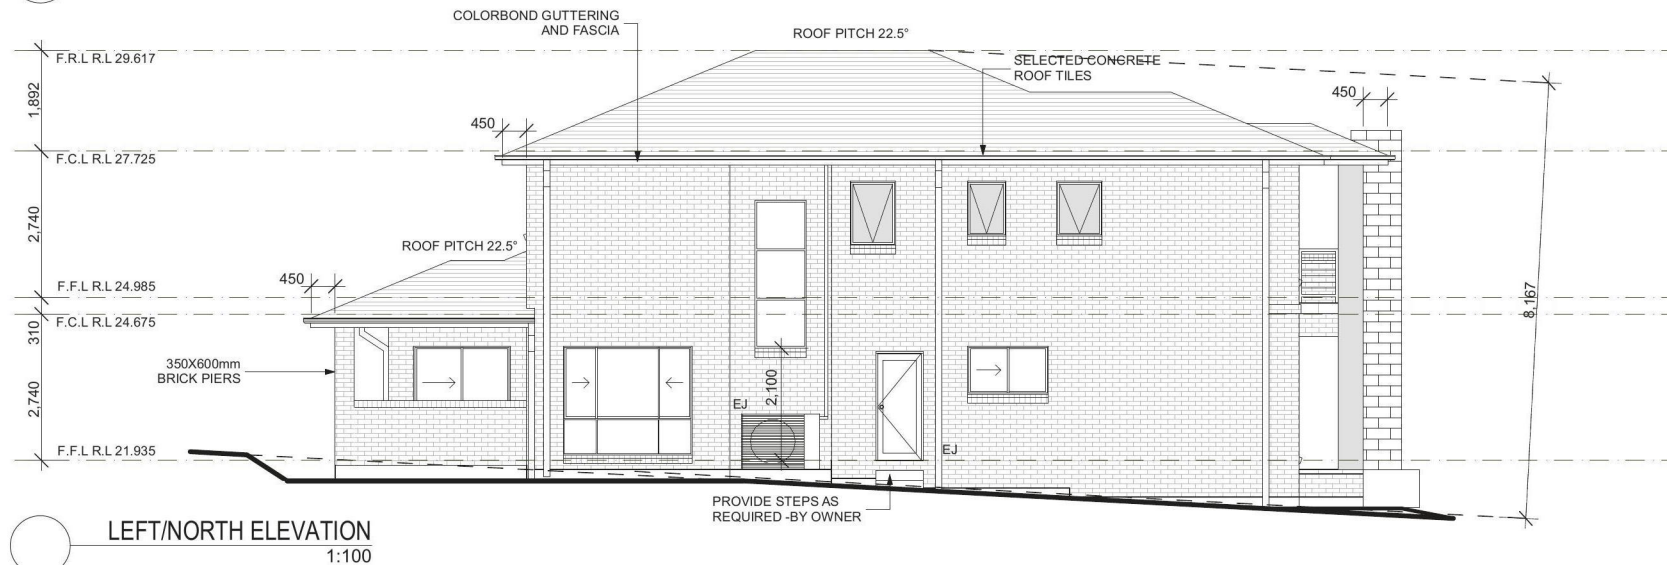 COLORBOND GUTTERING
AND FASCIA
ROOF PITCH 22.5°
F.R.L R.L 29.617
SELECTED CONCRETE
ROOF TILES
1,892
450
450
F.C.L R.L 27.725
2,740
ROOF PITCH 22.5°
450
F.F.L R.L 24.985
8,167
310
F.C.L R.L 24.675
350X600mm
BRICK PIERS
2,100
2,740
EJ
F.F.L R.L 21.935
EJ
PROVIDE STEPS AS
REQUIRED -BY OWNER
LEFT/NORTH ELEVATION
1:100